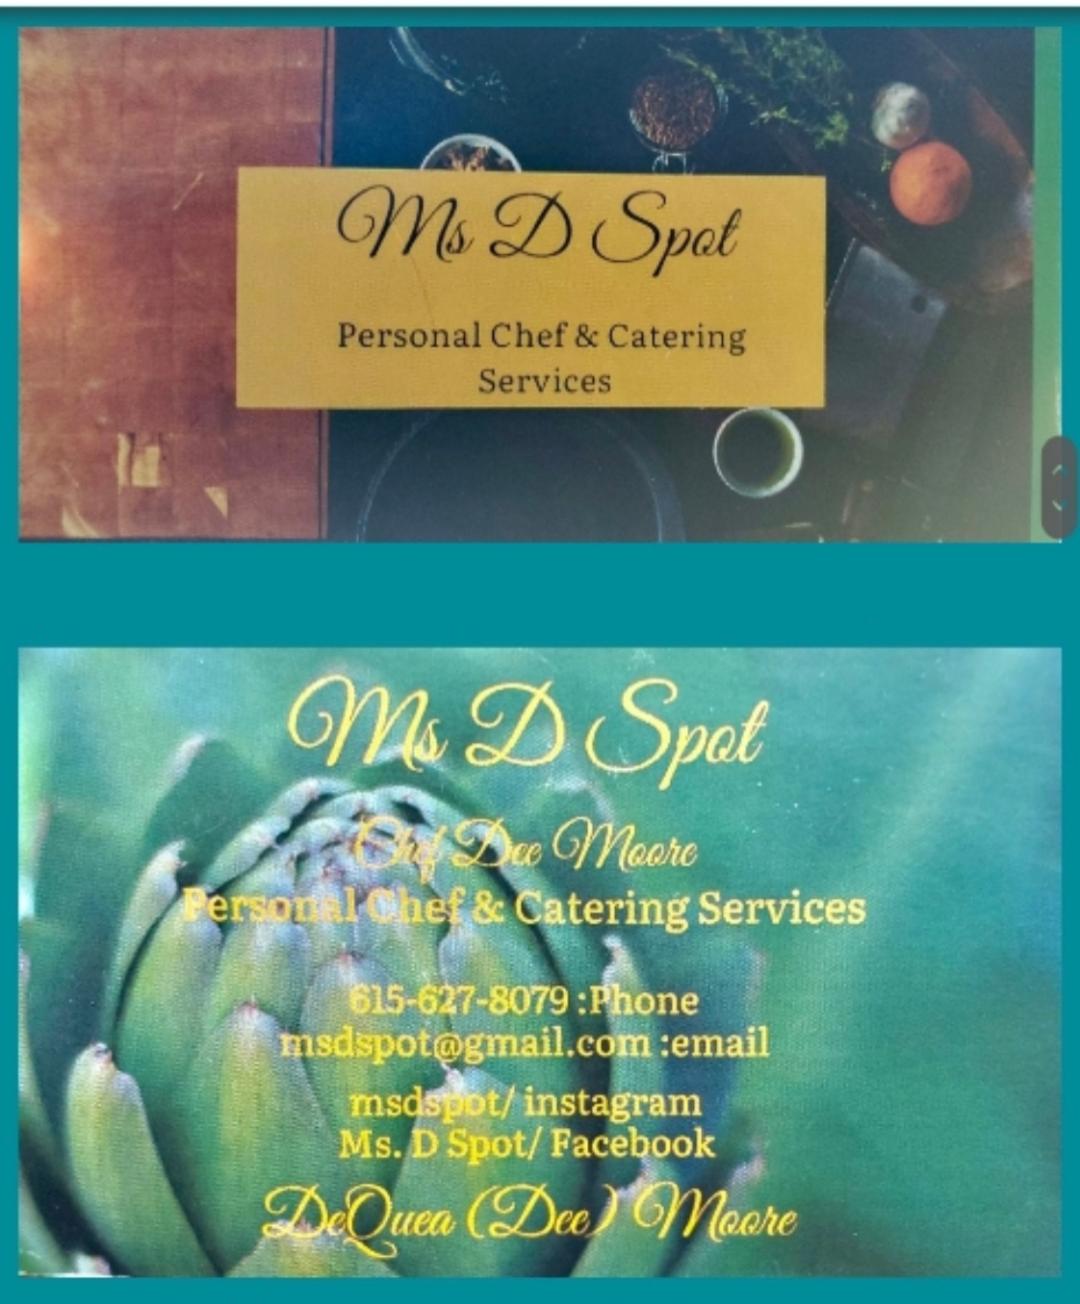 Ms D Spot
Personal Chef & Catering
Services
Ms D Spot
Chef Dee Moore
Personal Chef & Catering Services
615-627-8079 :Phone
msdspot@gmail.com :email
msdspot/ instagram
Ms. D Spot/ Facebook
DeQuea (Dee) Moore